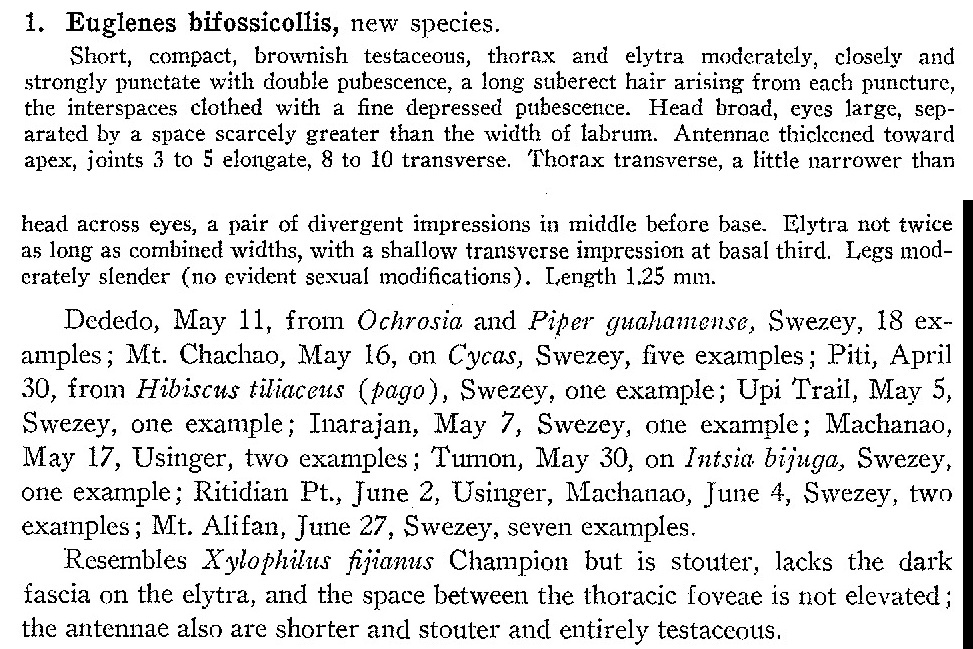 1. Euglenes bifossicollis, new species.
Short, compact, brownish testaceous, thorax and elytra moderately, closely and
strongly punctate with double pubescence, a long suberect hair arising from each puncture,
the interspaces clothed with a fine depressed pubescence. Head broad, eyes large, sep-
arated by a space scarcely greater than the width of labrum. Antennae thickened toward
apex, joints 3 to 5 elongate, 8 to 10 transverse. Thorax transverse, a little narrower than
head across eyes, a pair of divergent impressions in middle before base. Elytra not twice
as long as combined widths, with a shallow transverse impression at basal third. Legs mod-
erately slender (no evident sexual modifications). Length 1.25 mm.
Dededo, May 11, from Ochrosia and Piper guahamense, Swezey, 18 ex-
amples; Mt. Chachao, May 16, on Cycas, Swezey, five examples; Piti, April
30, from Hibiscus tiliaceus (pago), Swezey, one example; Upi Trail, May 5,
Swezey, one example; Inarajan, May 7, Swezey, one example; Machanao,
May 17, Usinger, two examples; Tumon, May 30, on Intsia bijuga, Swezey,
one example; Ritidian Pt., June 2, Usinger, Machanao, June 4, Swezey, two
examples; Mt. Alifan, June 27, Swezey, seven examples.
Resembles Xylophilus fijianus Champion but is stouter, lacks the dark
fascia on the elytra, and the space between the thoracic foveae is not elevated;
the antennae also are shorter and stouter and entirely testaceous.